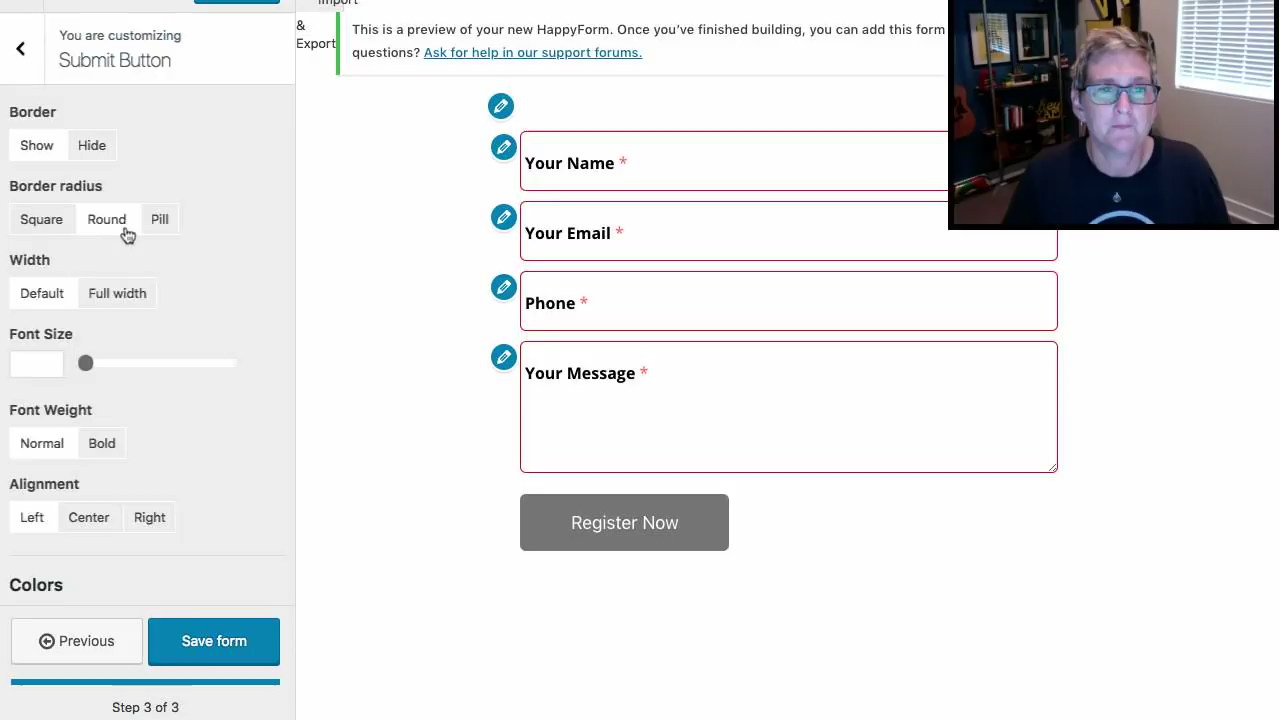 Import
& 
Export
You are customizing
Submit Button
This is a preview of your new HappyForm. Once you've finished building, you can add this form
questions? Ask for help in our support forums.
Border
Show Hide
Border radius
Square Round Pill
Width
Default Full width
Font Size
Font Weight
Normal Bold
Alignment
Left Center Right
Colors
Previous Save form
Step 3 of 3
Your Name *
Your Email *
Phone *
Your Message *
Register Now